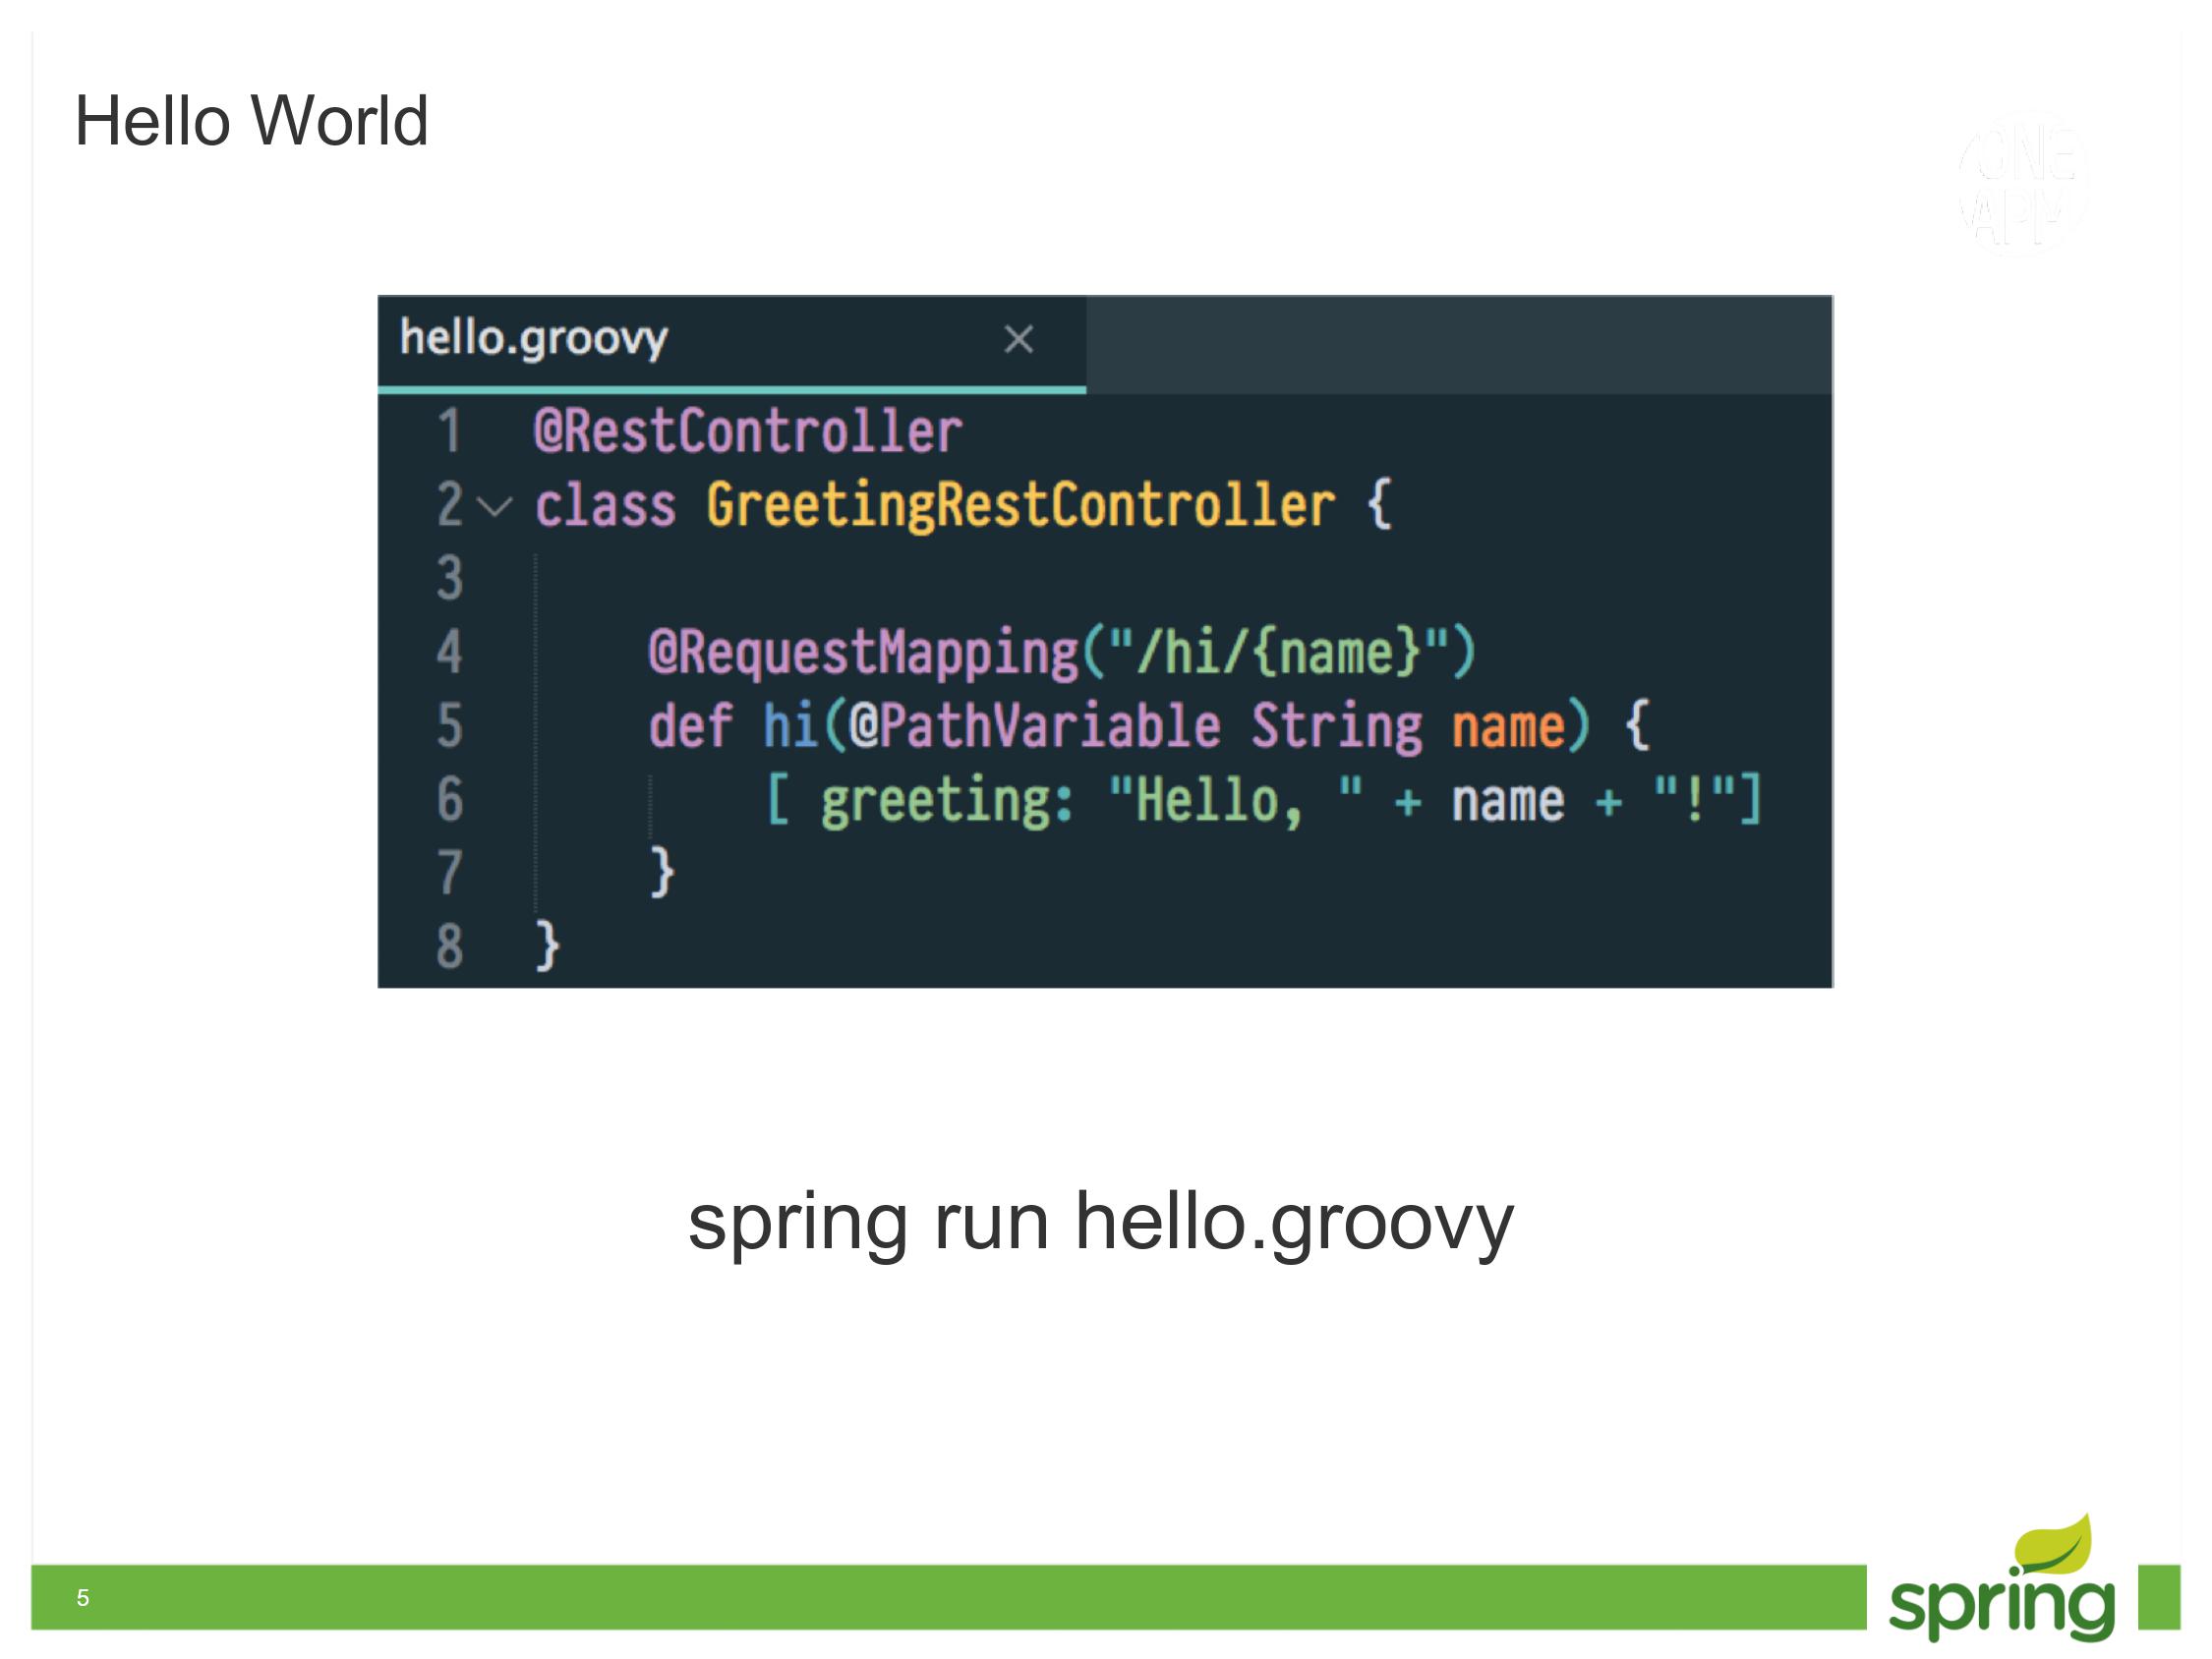 Hello World
ONE
APM
hello.groovy ×
1 @RestController
2 class GreetingRestController {
3
4     @RequestMapping("/hi/{name}")
5     def hi(@PathVariable String name) {
6         [ greeting: "Hello, " + name + "!"]
7     }
8 }
spring run hello.groovy
5
spring